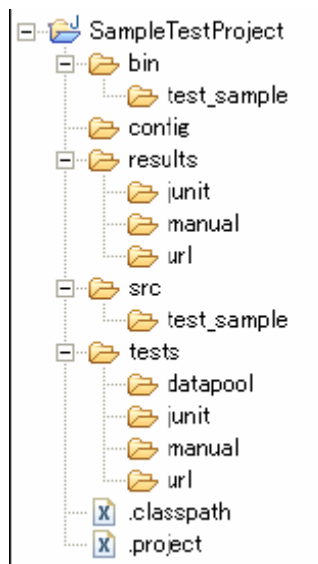 SampleTestProject
bin
test_sample
config
results
junit
manual
url
src
test_sample
tests
datapool
junit
manual
url
.classpath
.project